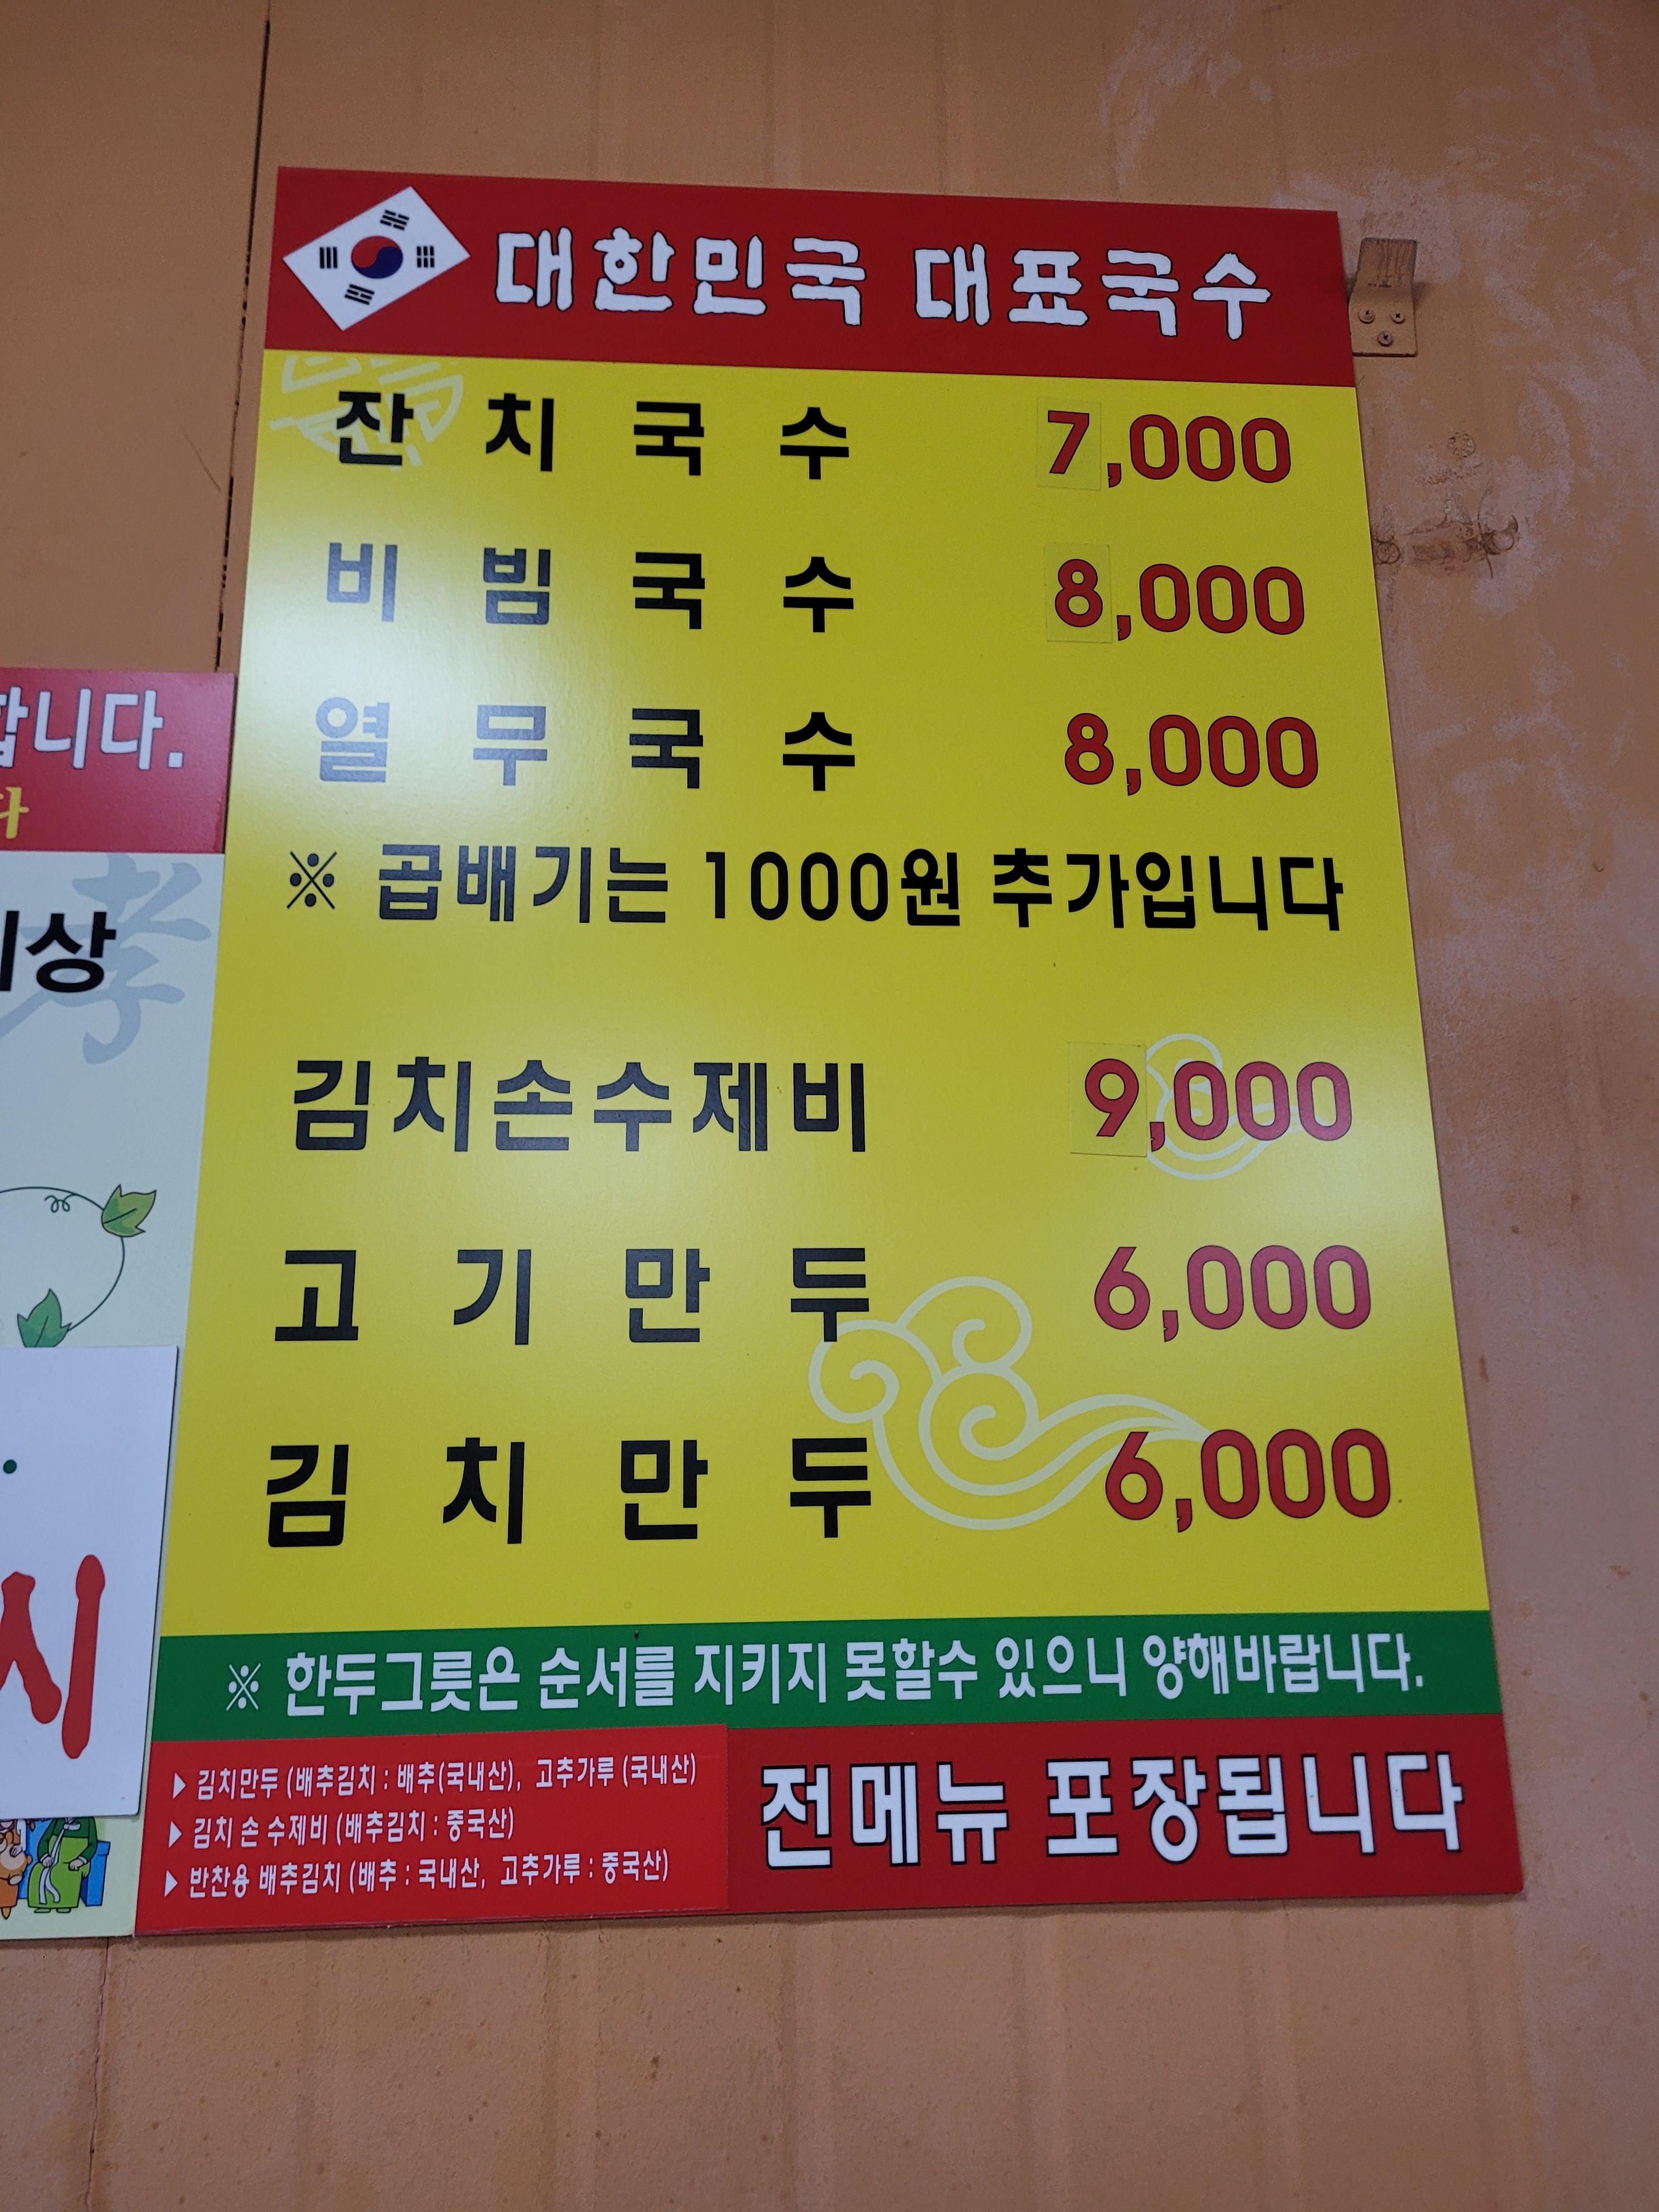 대한민국 대표국수
잔치국수 7,000
비빔국수 8,000
열무국수 8,000
※ 곱배기는 1000원 추가입니다
김치손수제비 9,000
고기만두 6,000
김치만두 6,000
※ 한두그릇은 순서를 지키지 못할수 있으니 양해바랍니다.
▶ 김치만두 (배추김치 : 배추(국내산), 고추가루 (국내산)
▶ 김치 손 수제비 (배추김치 : 중국산)
▶ 반찬용 배추김치 (배추 : 국내산, 고추가루 : 중국산)
전메뉴 포장됩니다
합니다.
다
이상
孝
시